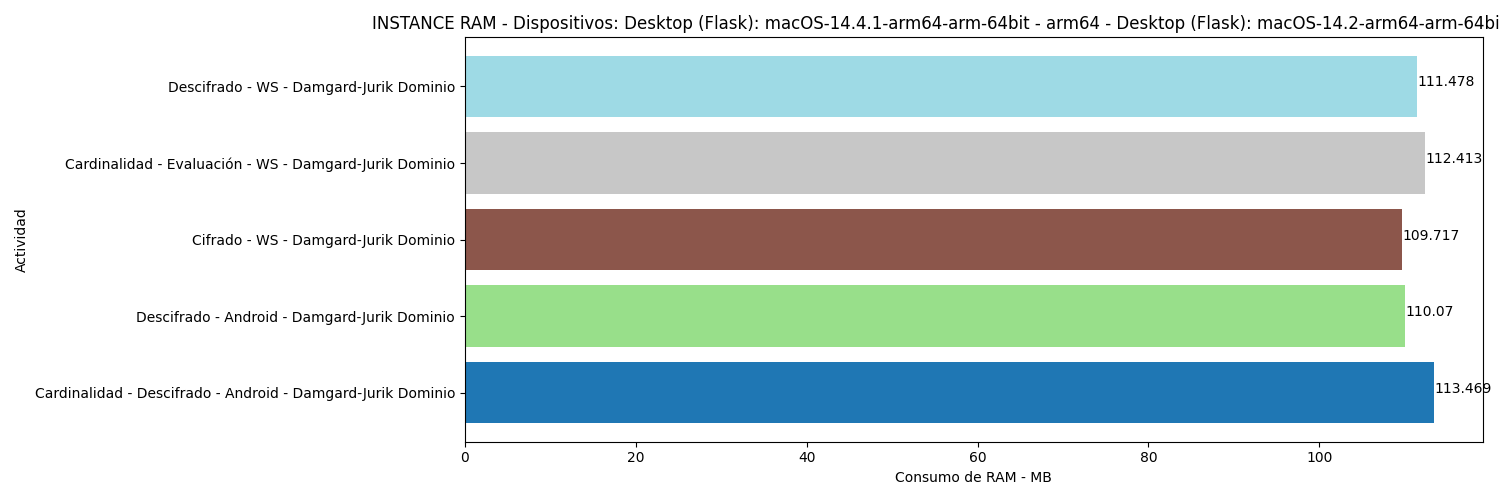 INSTANCE RAM - Dispositivos: Desktop (Flask): macOS-14.4.1-arm64-arm-64bit - arm64 - Desktop (Flask): macOS-14.2-arm64-arm-64bi
Descifrado - WS - Damgard-Jurik Dominio
111.478
Cardinalidad - Evaluación - WS - Damgard-Jurik Dominio
112.413
Cifrado - WS - Damgard-Jurik Dominio
109.717
Descifrado - Android - Damgard-Jurik Dominio
110.07
Cardinalidad - Descifrado - Android - Damgard-Jurik Dominio
113.469
Actividad
0 20 40 60 80 100
Consumo de RAM - MB